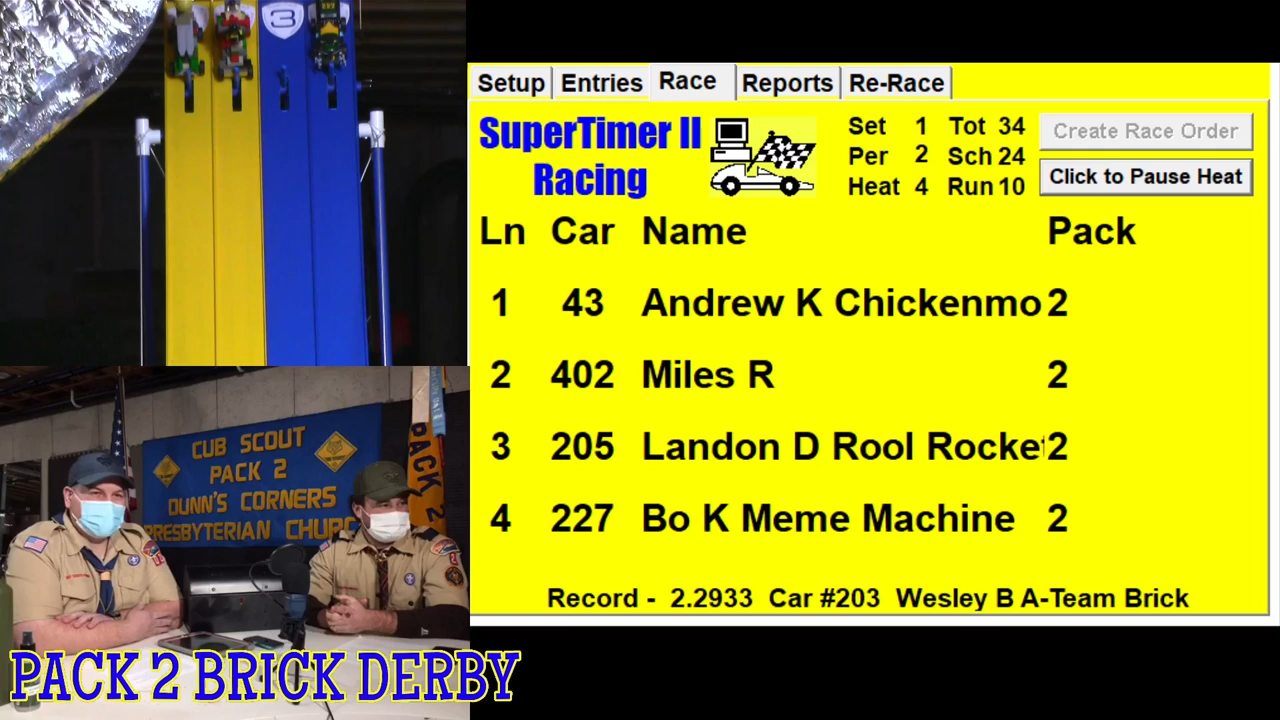 3
Setup Entries Race Reports Re-Race
SuperTimer II
Racing
Set 1 Tot 34
Per 2 Sch 24
Heat 4 Run 10
Create Race Order
Click to Pause Heat
Ln Car Name Pack
1 43 Andrew K Chickenmo 2
2 402 Miles R 2
3 205 Landon D Rool Rocke 2
4 227 Bo K Meme Machine 2
Record - 2.2933 Car #203 Wesley B A-Team Brick
CUB SCOUT
PACK 2
DUNN'S CORNERS
PRESBYTERIAN CHURC
PACK 2
PACK 2 BRICK DERBY